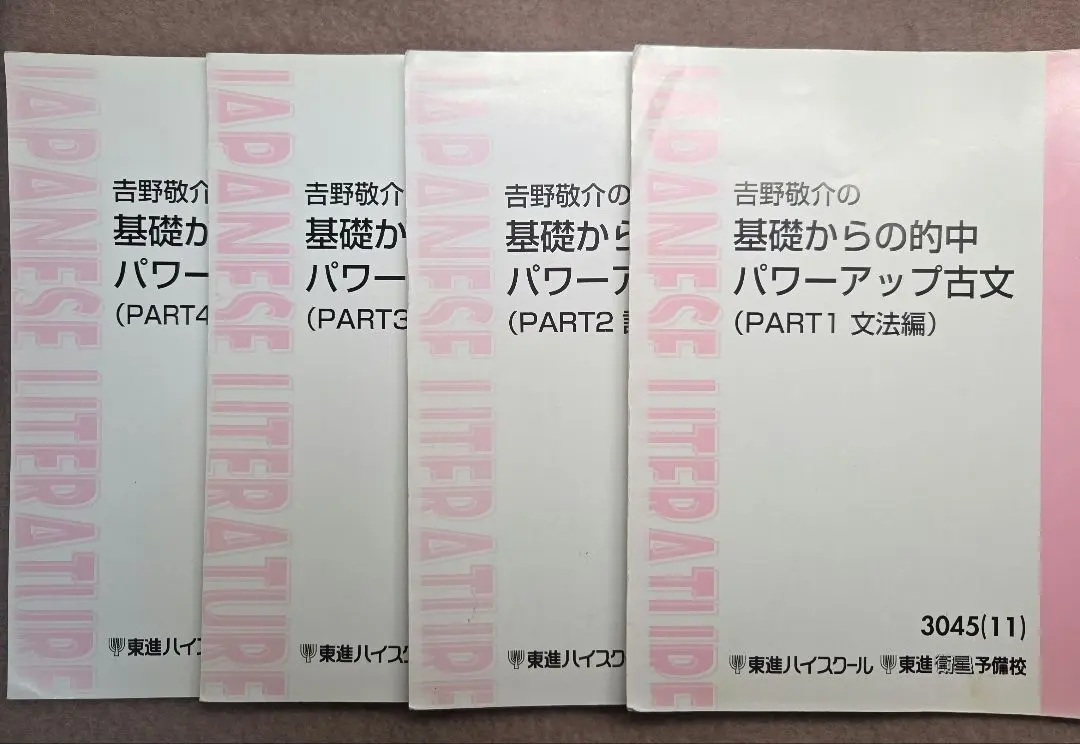 JAPANESE LITERATURE
吉野敬介
基礎か
パワー
(PART4
東進ハイス
JAPANESE LITERATURE
吉野敬介
基礎か
パワー
(PART3
東進ハイスク
JAPANESE LITERATURE
吉野敬介の
基礎から
パワーア
(PART2
東進ハイスク
JAPANESE LITERATURE
吉野敬介の
基礎からの的中
パワーアップ古文
(PART1 文法編)
3045(11)
東進ハイスクール 東進衛星予備校